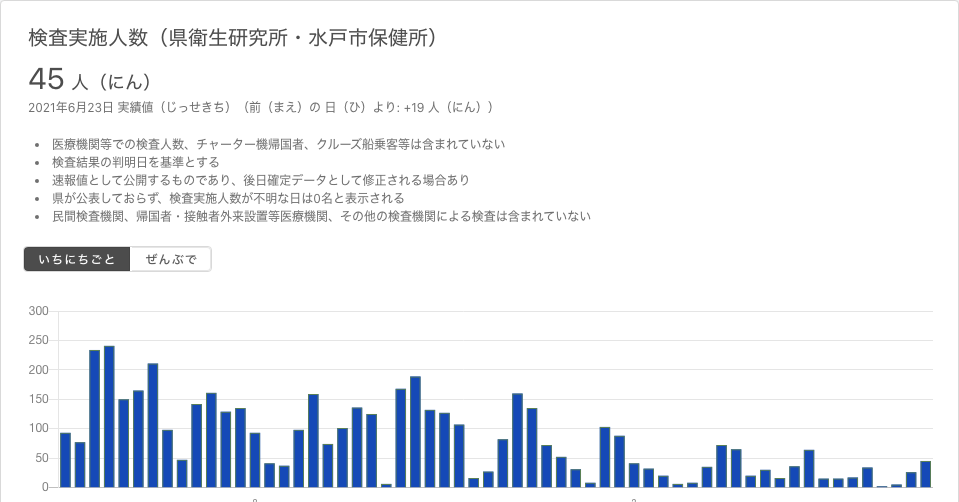 検査実施人数（県衛生研究所・水戸市保健所）
45 人（にん）
2021年6月23日 実績値（じっせきち）（前（まえ）の 日（ひ）より: +19 人（にん））
• 医療機関等での検査人数、チャーター機帰国者、クルーズ船乗客等は含まれていない
• 検査結果の判明日を基準とする
• 速報値として公開するものであり、後日確定データとして修正される場合あり
• 県が公表しておらず、検査実施人数が不明な日は0名と表示される
• 民間検査機関、帰国者・接触者外来設置等医療機関、その他の検査機関による検査は含まれていない
いちにちごと ぜんぶで
300
250
200
150
100
50
0